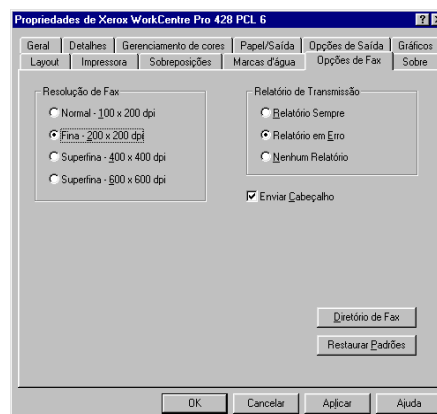 Propriedades de Xerox WorkCentre Pro 428 PCL 6
Geral Detalhes Gerenciamento de cores Papel/Saída Opções de Saída Gráficos
Layout Impressora Sobreposições Marcas d'água Opções de Fax Sobre
Resolução de Fax
Normal - 100 x 200 dpi
Fina - 200 x 200 dpi
Superfina - 400 x 400 dpi
Superfina - 600 x 600 dpi
Relatório de Transmissão
Relatório Sempre
Relatório em Erro
Nenhum Relatório
Enviar Cabeçalho
Diretório de Fax
Restaurar Padrões
OK Cancelar Aplicar Ajuda